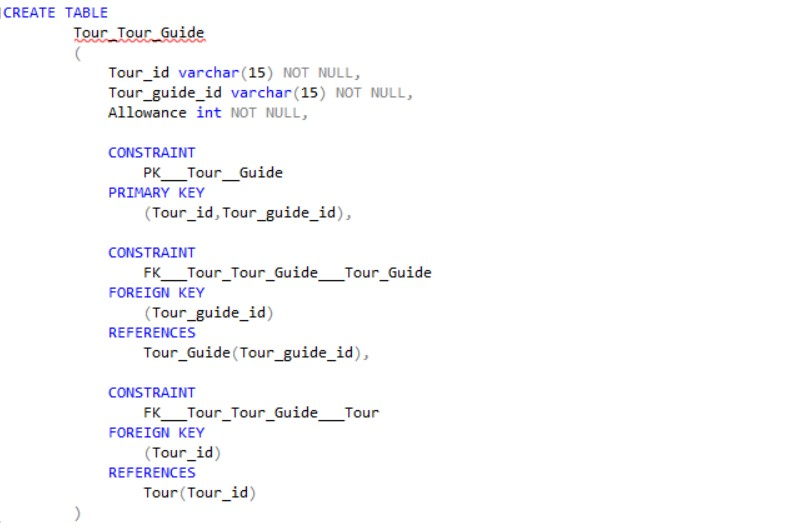 CREATE TABLE
Tour_Tour_Guide
(
Tour_id varchar(15) NOT NULL,
Tour_guide_id varchar(15) NOT NULL,
Allowance int NOT NULL,
CONSTRAINT
PK___Tour__Guide
PRIMARY KEY
(Tour_id,Tour_guide_id),
CONSTRAINT
FK___Tour_Tour_Guide___Tour_Guide
FOREIGN KEY
(Tour_guide_id)
REFERENCES
Tour_Guide(Tour_guide_id),
CONSTRAINT
FK___Tour_Tour_Guide___Tour
FOREIGN KEY
(Tour_id)
REFERENCES
Tour(Tour_id)
)